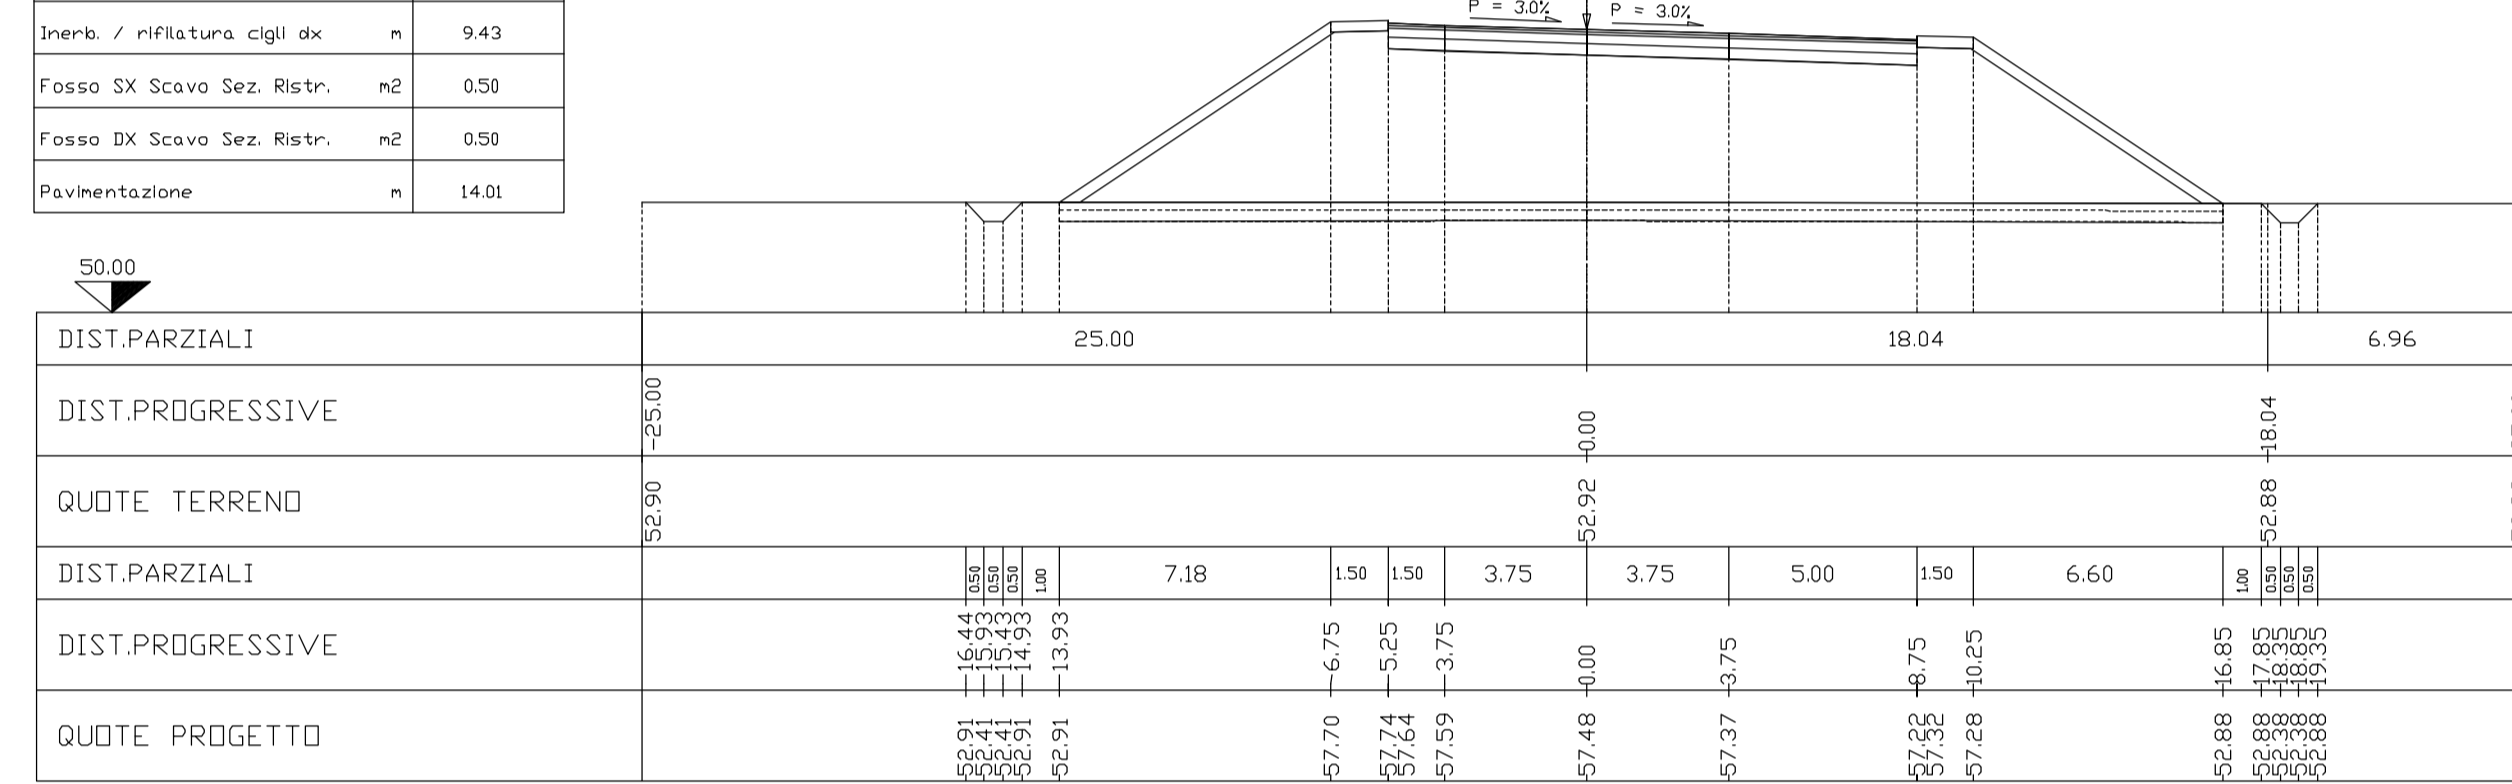 P = 3.0% P = 3.0%
Inerb. / rifilatura cigli dx m 9.43
Fosso SX Scavo Sez. Ristr. m2 0.50
Fosso DX Scavo Sez. Ristr. m2 0.50
Pavimentazione m 14.01
50.00
DIST.PARZIALI 25.00 18.04 6.96
DIST.PROGRESSIVE -25.00 0.00 18.04
QUOTE TERRENO 52.90 52.92 52.88
DIST.PARZIALI 0.50 0.50 0.50 1.00 7.18 1.50 1.50 3.75 3.75 5.00 1.50 6.60 1.00 0.50 0.50 0.50
DIST.PROGRESSIVE -16.44 -15.93 -15.43 -14.93 -13.93 -6.75 -5.25 -3.75 0.00 3.75 8.75 10.25 16.85 17.85 18.35 18.85 19.35
QUOTE PROGETTO 52.91 52.41 52.41 52.91 52.91 57.70 57.74 57.64 57.59 57.48 57.37 57.22 57.32 57.28 52.88 52.88 52.38 52.38 52.88